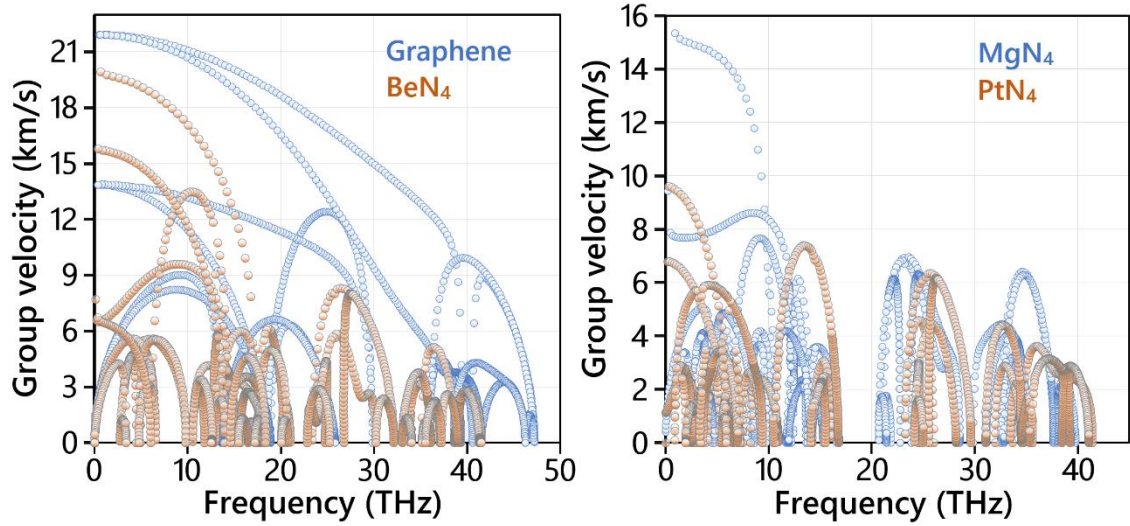 Group velocity (km/s)
21
18
15
12
9
6
3
0
Graphene
BeN₄
0 10 20 30 40 50
Frequency (THz)
Group velocity (km/s)
16
14
12
10
8
6
4
2
0
MgN₄
PtN₄
0 10 20 30 40
Frequency (THz)